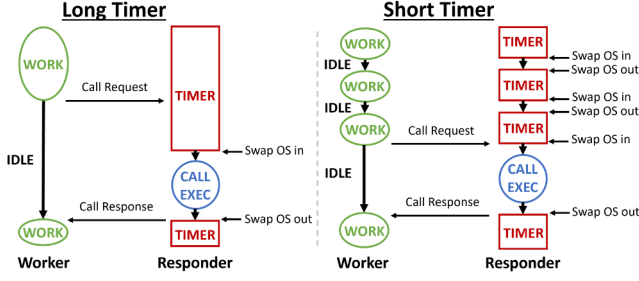 Long Timer
WORK
Call Request
TIMER
IDLE
Swap OS in
CALL
EXEC
Call Response
Swap OS out
WORK
TIMER
Worker
Responder
Short Timer
WORK
TIMER
Swap OS in
IDLE
Swap OS out
WORK
TIMER
Swap OS in
IDLE
Swap OS out
WORK
Call Request
TIMER
Swap OS in
IDLE
CALL
EXEC
Call Response
Swap OS out
WORK
TIMER
Worker
Responder